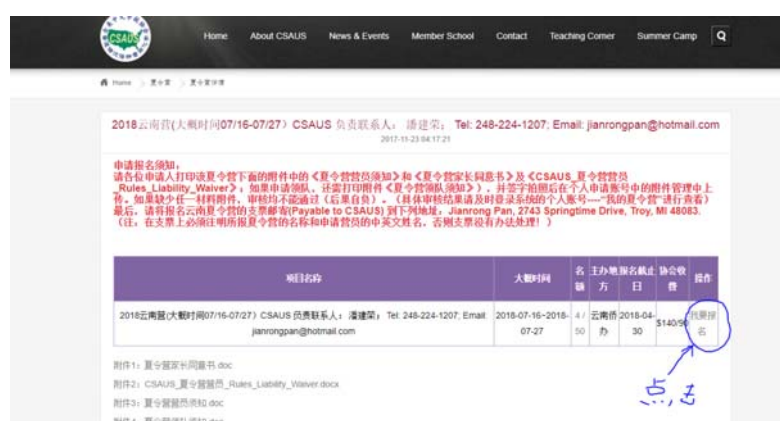 CSAUS
Home About CSAUS News & Events Member School Contact Teaching Corner Summer Camp
Home 夏令营 夏令营详情
2018云南营(大概时间07/16-07/27）CSAUS 负责联系人： 潘建荣； Tel: 248-224-1207; Email: jianrongpan@hotmail.com
2017-11-23 04:17:21
申请报名须知：
请各位申请人打印该夏令营下面的附件中的《夏令营营员须知》和《夏令营家长同意书》及《CSAUS_夏令营营员
_Rules_Liability_Waiver》；如果申请领队，还需打印附件《夏令营领队须知》），并签字拍照后在个人申请账号中的附件管理中上
传。如果缺少任一材料附件，审核均不能通过（后果自负）。（具体审核结果请及时登录系统的个人账号----"我的夏令营"进行查看）
最后，请将报名云南夏令营的支票邮寄(Payable to CSAUS) 到下列地址：Jianrong Pan, 2743 Springtime Drive, Troy, MI 48083.
（注：在支票上必须注明所报夏令营的名称和申请营员的中英文姓名，否则支票没有办法处理！）
项目名称 大概时间 名额 主办地方 报名截止日 协会收费 操作
2018云南营(大概时间07/16-07/27）CSAUS 负责联系人： 潘建荣； Tel: 248-224-1207; Email: 2018-07-16~2018- 4 / 云南侨 2018-04- $140/90 我要报
jianrongpan@hotmail.com 07-27 50 办 30 名
附件1：夏令营家长同意书.doc
附件2：CSAUS_夏令营营员_Rules_Liability_Waiver.docx
附件3：夏令营营员须知.doc
点击